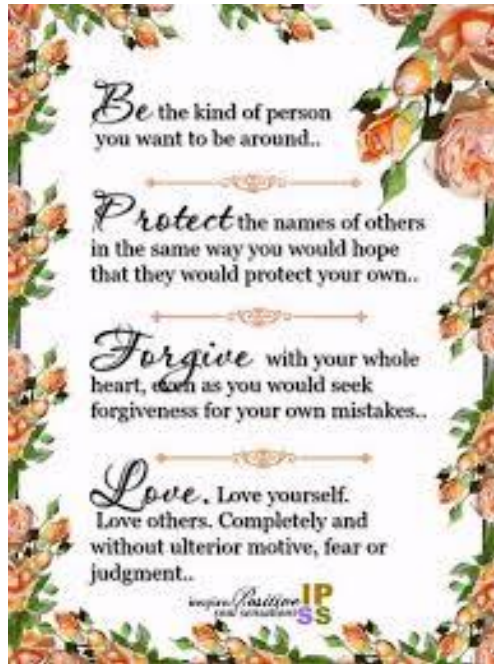 Be the kind of person
you want to be around..
Protect the names of others
in the same way you would hope
that they would protect your own..
Forgive with your whole
heart, even as you would seek
forgiveness for your own mistakes..
Love. Love yourself.
Love others. Completely and
without ulterior motive, fear or
judgment..
Positive IP
SS